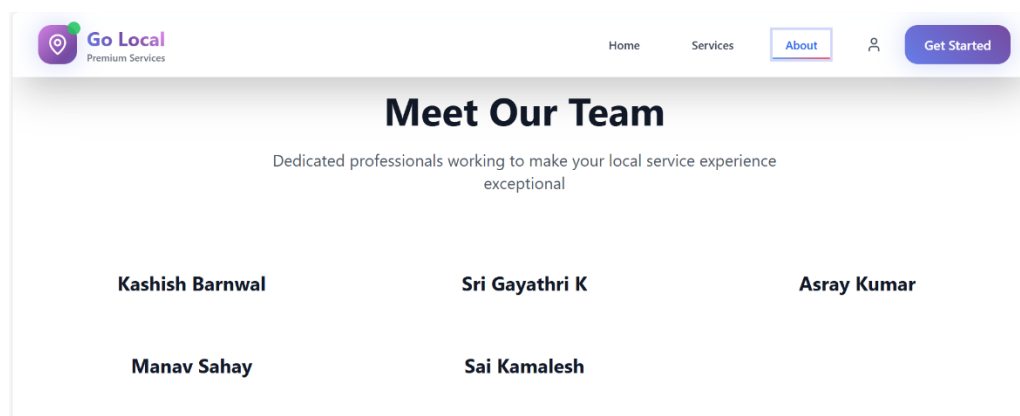 Go Local
Premium Services
Home Services About Get Started
Meet Our Team
Dedicated professionals working to make your local service experience
exceptional
Kashish Barnwal Sri Gayathri K Asray Kumar
Manav Sahay Sai Kamalesh